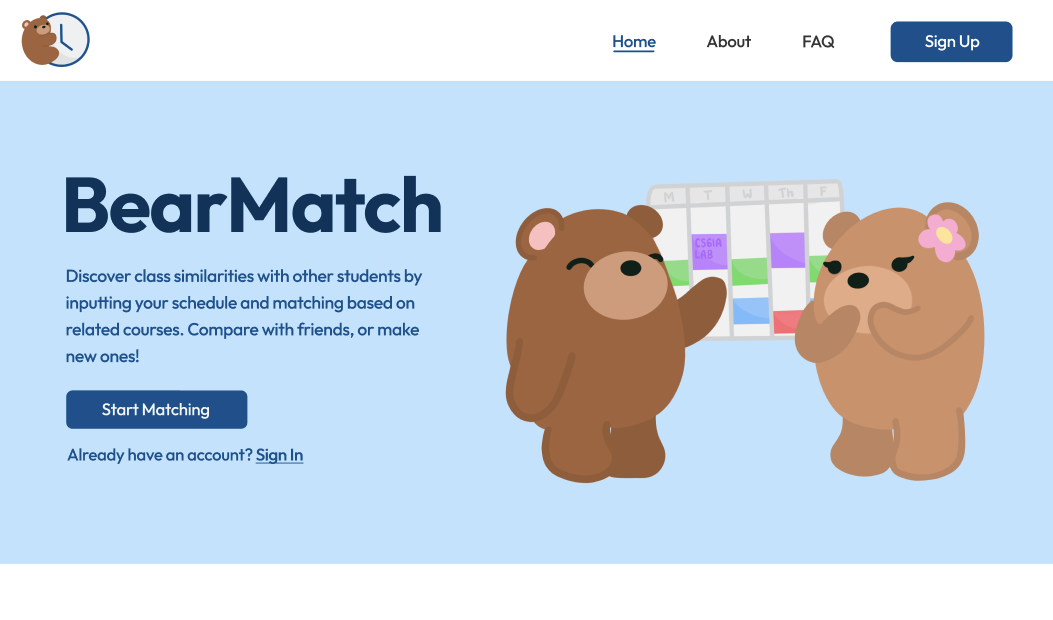 Home About FAQ Sign Up
BearMatch
Discover class similarities with other students by
inputting your schedule and matching based on
related courses. Compare with friends, or make
new ones!
Start Matching
Already have an account? Sign In
M T W Th F
CS61A
LAB